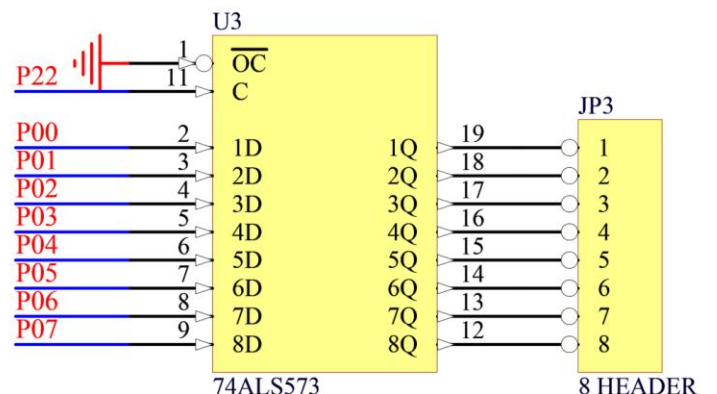 U3
1 OC
P22 11 C
JP3
P00 2 1D 1Q 19 1
P01 3 2D 2Q 18 2
P02 4 3D 3Q 17 3
P03 5 4D 4Q 16 4
P04 6 5D 5Q 15 5
P05 7 6D 6Q 14 6
P06 8 7D 7Q 13 7
P07 9 8D 8Q 12 8
74ALS573 8 HEADER